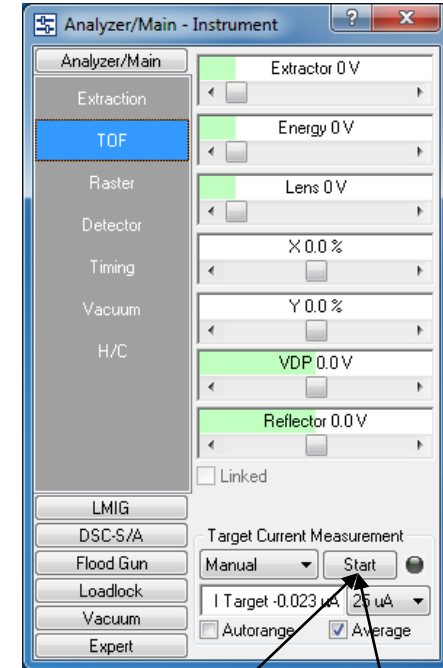 Analyzer/Main - Instrument
?
X
Analyzer/Main
Extraction
TOF
Raster
Detector
Timing
Vacuum
H/C
LMIG
DSC-S/A
Flood Gun
Loadlock
Vacuum
Expert
Extractor 0 V
Energy 0 V
Lens 0 V
X 0.0 %
Y 0.0 %
VDP 0.0 V
Reflector 0.0 V
Linked
Target Current Measurement
Manual Start
I Target -0.023 uA 25 uA
Autorange Average